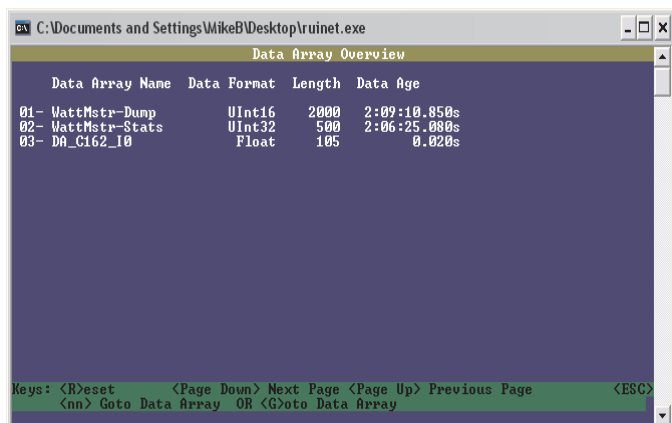 C:\Documents and Settings\MikeB\Desktop\ruinet.exe
Data Array Overview
Data Array Name Data Format Length Data Age
01- WattMstr-Dump UInt16 2000 2:09:10.850s
02- WattMstr-Stats UInt32 500 2:06:25.080s
03- DA_C162_I0 Float 105 0.020s
Keys: <R>eset <Page Down> Next Page <Page Up> Previous Page <ESC>
<nn> Goto Data Array OR <G>oto Data Array